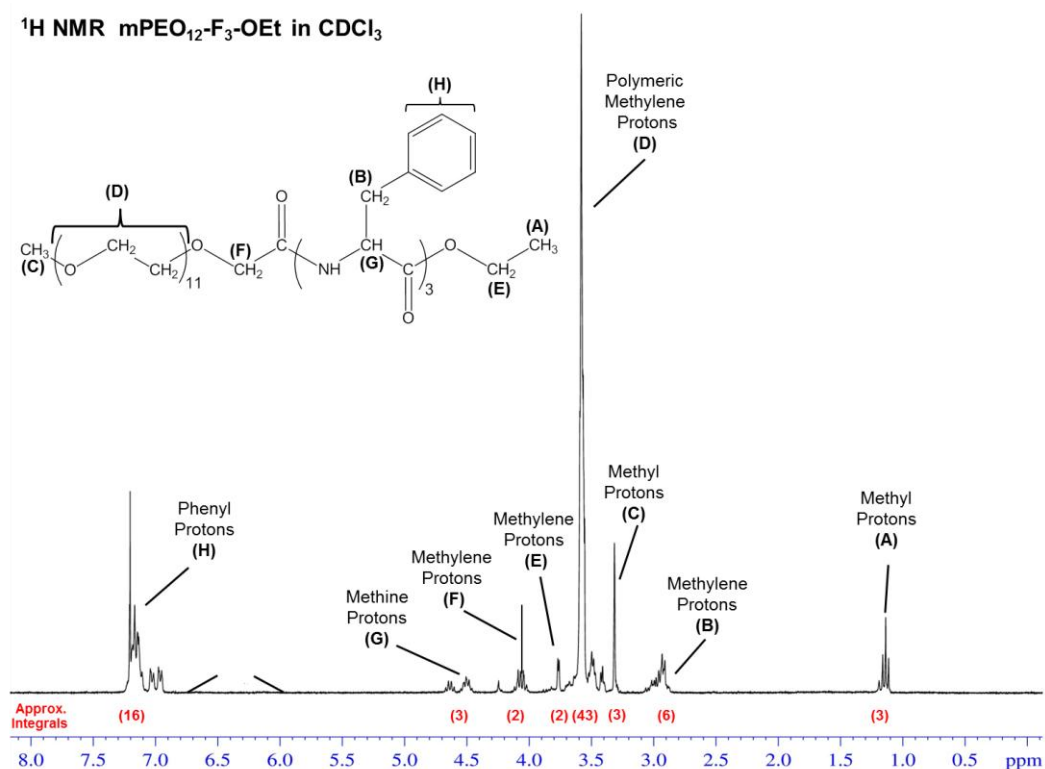 ¹H NMR mPEO₁₂-F₃-OEt in CDCl₃
(H)
(B)
CH₂
(D)
O
(A)
CH₂
O
(F)
O
CH₃
CH₃
(C)
O
CH₂
11
CH₂
NH
CH
(G)
3
CH₂
(E)
O
Polymeric
Methylene
Protons
(D)
Phenyl
Protons
(H)
Methine
Protons
(G)
Methylene
Protons
(F)
Methylene
Protons
(E)
Methyl
Protons
(C)
Methylene
Protons
(B)
Methyl
Protons
(A)
Approx.
Integrals
(16) (3) (2) (2) (43) (3) (6) (3)
8.0 7.5 7.0 6.5 6.0 5.5 5.0 4.5 4.0 3.5 3.0 2.5 2.0 1.5 1.0 0.5 ppm